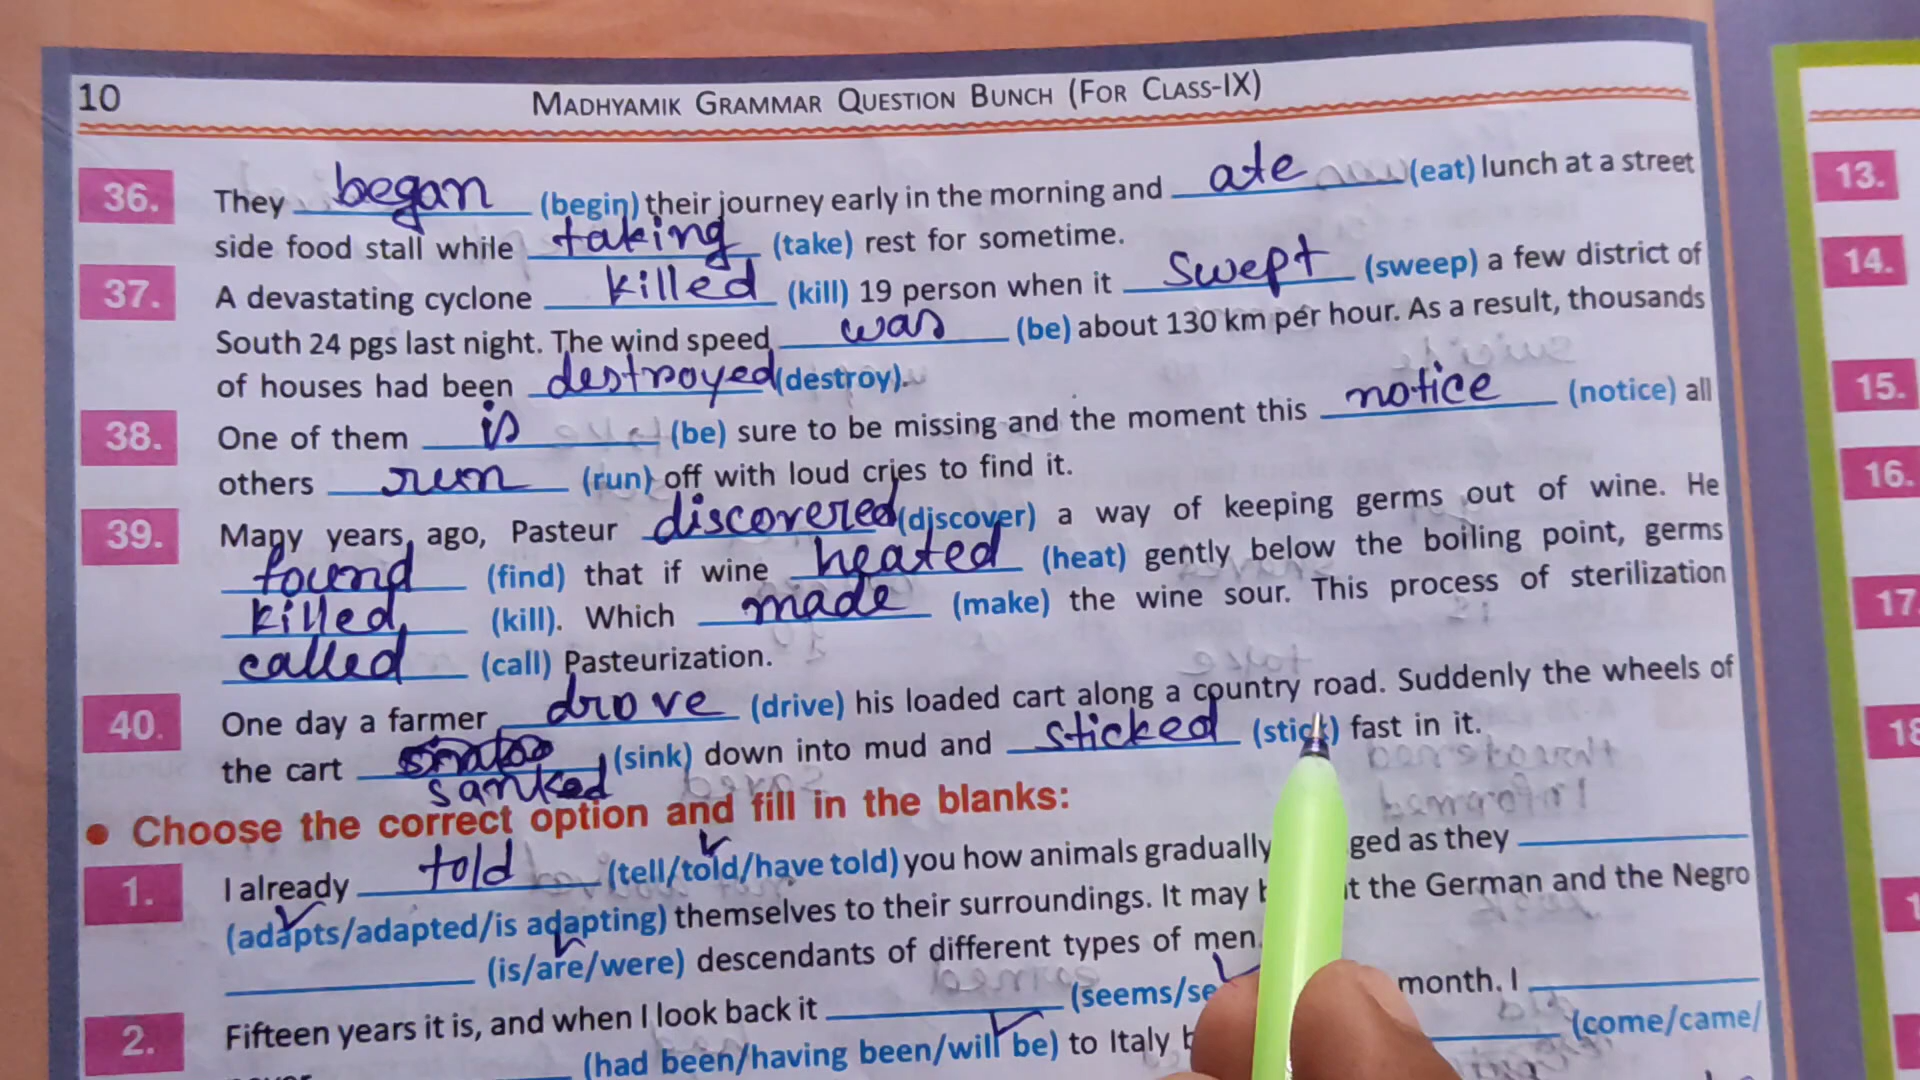 10
MADHYAMIK GRAMMAR QUESTION BUNCH (FOR CLASS-IX)
36. They began (begin) their journey early in the morning and ate (eat) lunch at a street
side food stall while taking (take) rest for sometime.
37. A devastating cyclone killed (kill) 19 person when it swept (sweep) a few district of
South 24 pgs last night. The wind speed was (be) about 130 km per hour. As a result, thousands
of houses had been destroyed (destroy).
38. One of them is (be) sure to be missing and the moment this notice (notice) all
others run (run) off with loud cries to find it.
39. Many years ago, Pasteur discovered (discover) a way of keeping germs out of wine. He
found (find) that if wine heated (heat) gently below the boiling point, germs
killed (kill). Which made (make) the wine sour. This process of sterilization
called (call) Pasteurization.
40. One day a farmer drove (drive) his loaded cart along a country road. Suddenly the wheels of
the cart sanked (sink) down into mud and sticked (stick) fast in it.
• Choose the correct option and fill in the blanks:
1. I already told (tell/told/have told) you how animals gradually ged as they
(adapts/adapted/is adapting) themselves to their surroundings. It may t the German and the Negro
(is/are/were) descendants of different types of men.
2. Fifteen years it is, and when I look back it (seems/se month. I
(had been/having been/will be) to Italy b (come/came/
13.
14.
15.
16.
17.
18
1